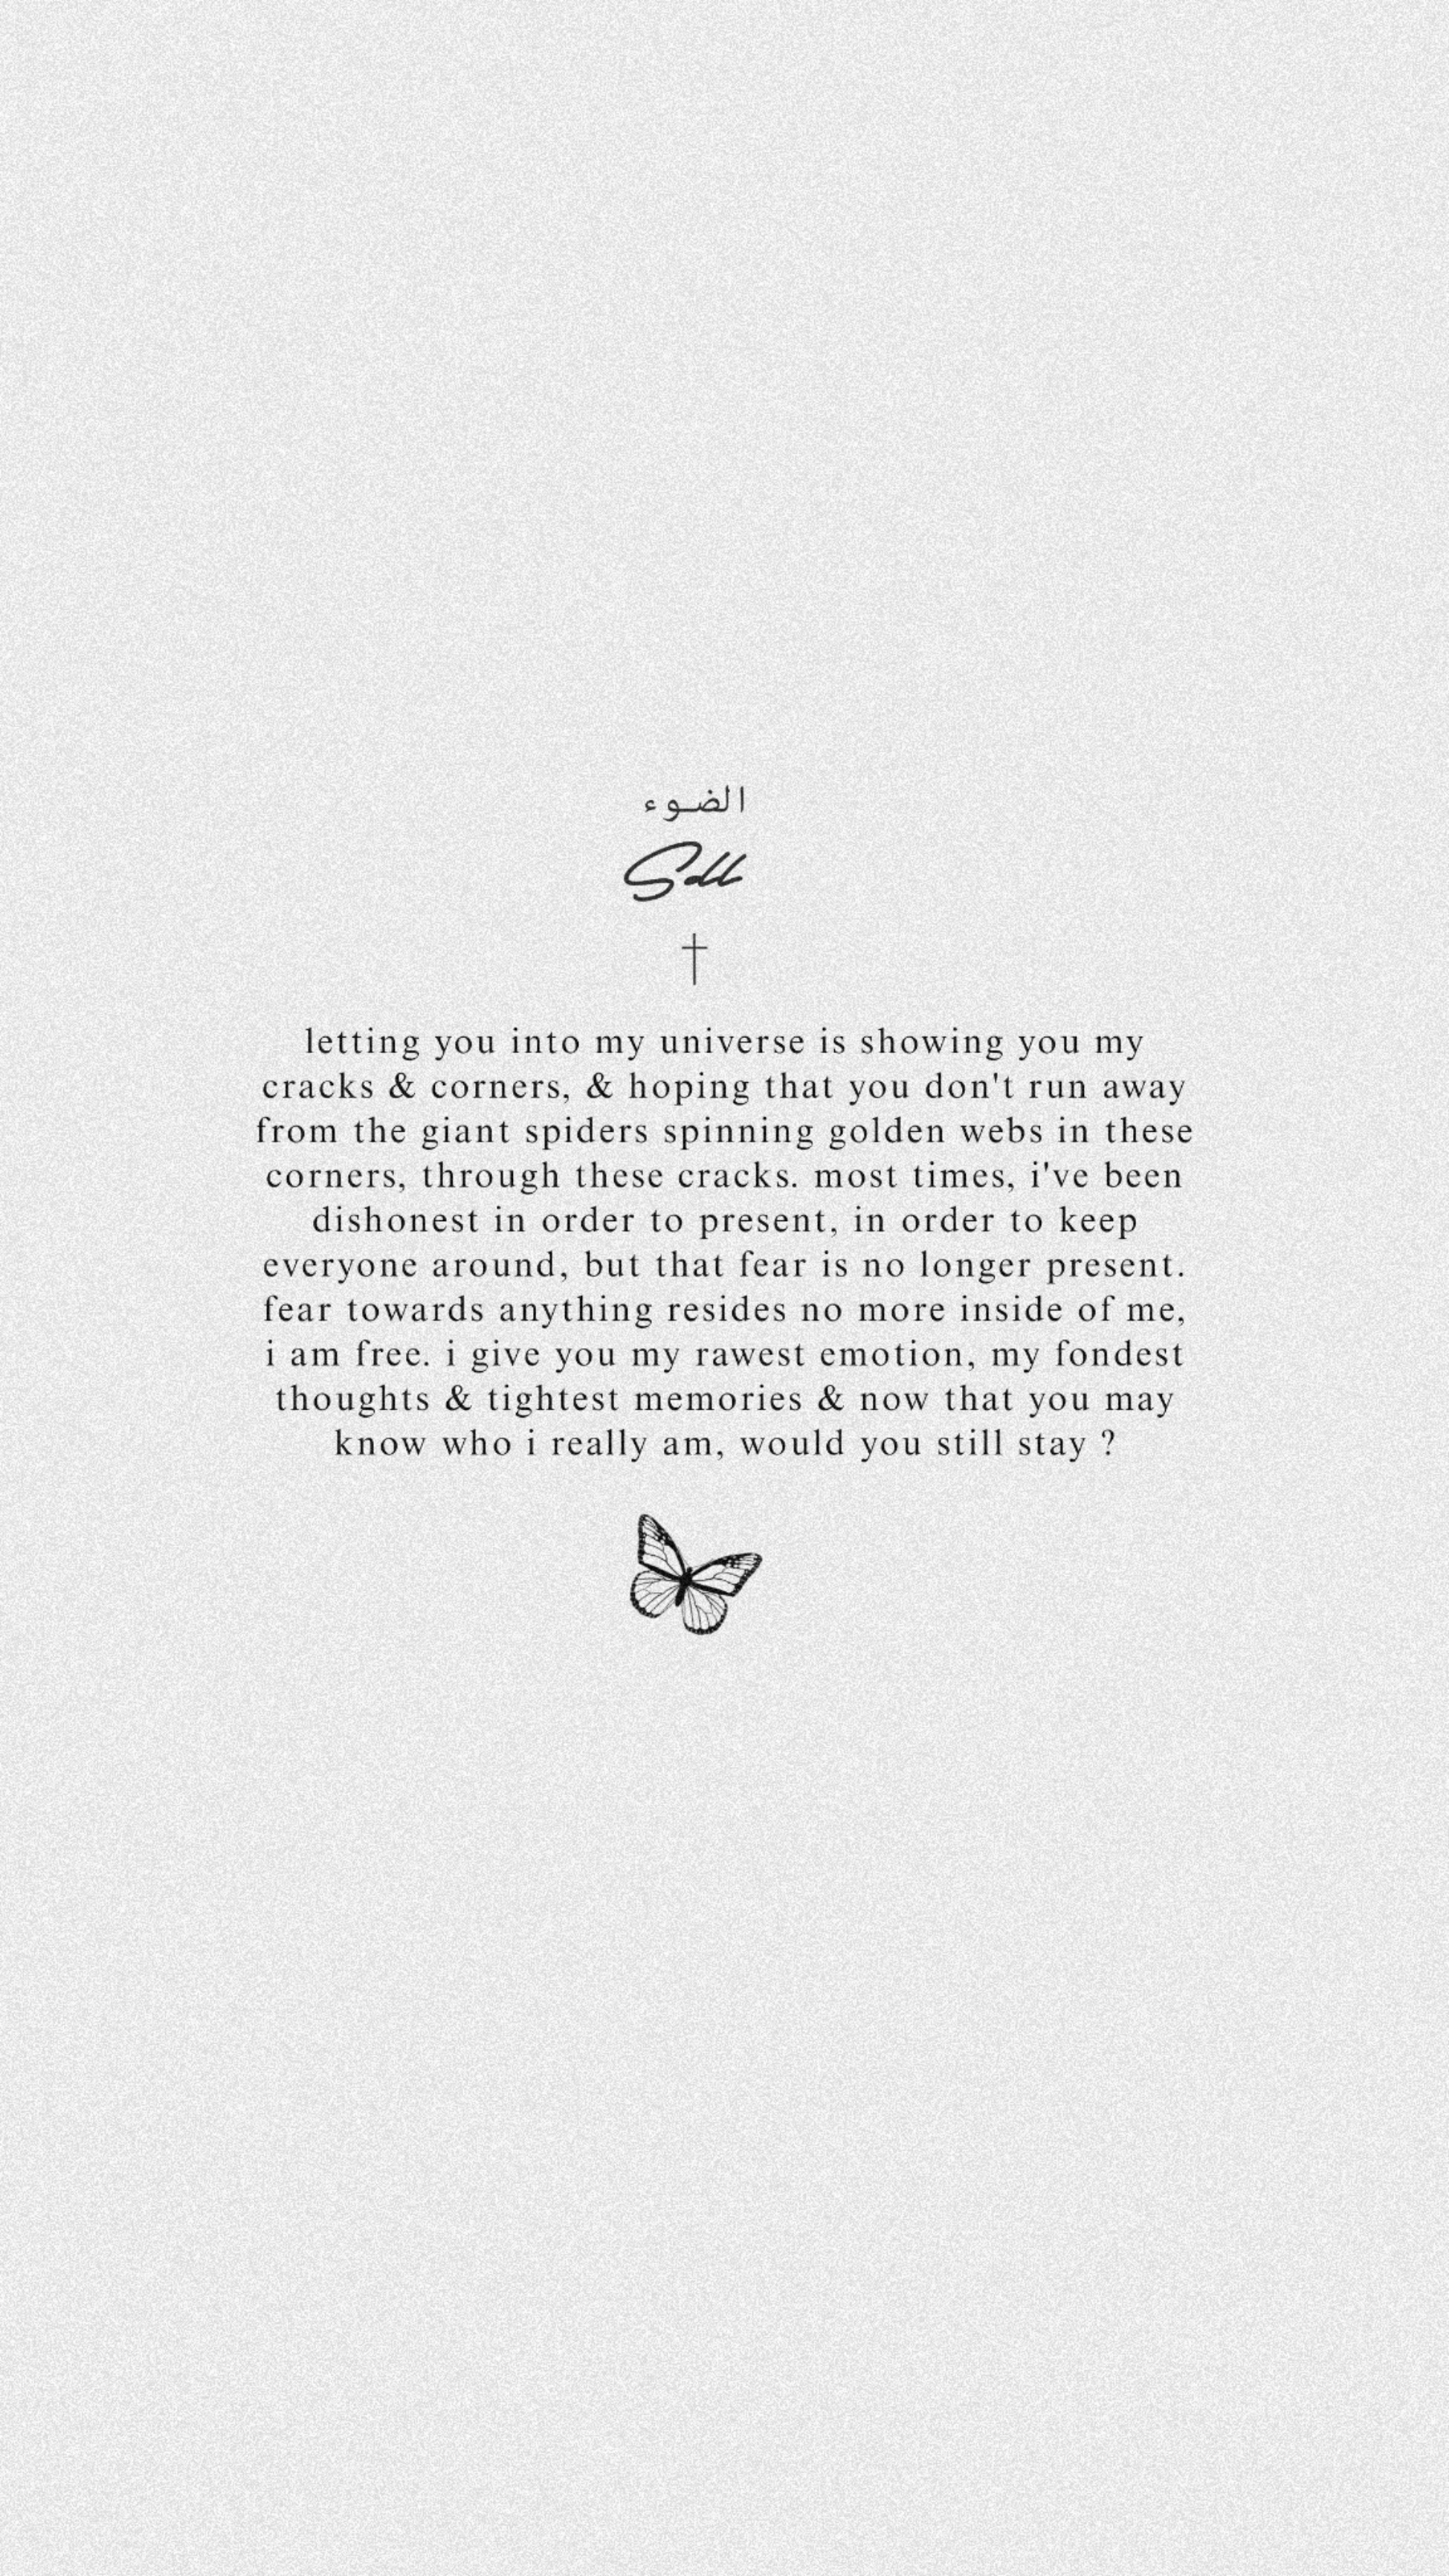 الضوء
letting you into my universe is showing you my
cracks & corners, & hoping that you don't run away
from the giant spiders spinning golden webs in these
corners, through these cracks. most times, i've been
dishonest in order to present, in order to keep
everyone around, but that fear is no longer present.
fear towards anything resides no more inside of me,
i am free. i give you my rawest emotion, my fondest
thoughts & tightest memories & now that you may
know who i really am, would you still stay ?